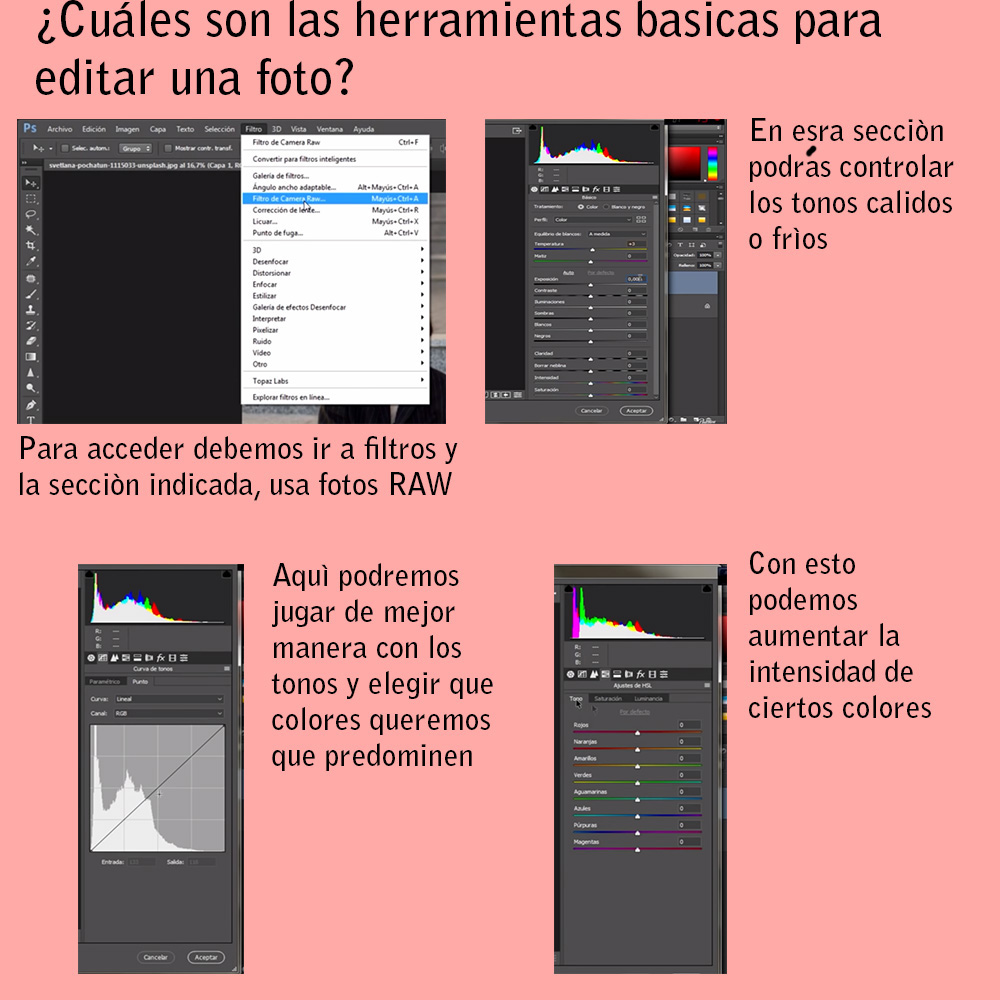 ¿Cuáles son las herramientas basicas para
editar una foto?
Ps Archivo Edición Imagen Capa Texto Selección Filtro 3D Vista Ventana Ayuda
Selec. autom.: Grupo Mostrar contr. transf.
svetlana-pochatun-1115033-unsplash.jpg al 16,7% (Capa 1, R
Filtro de Camera Raw Ctrl+F
Convertir para filtros inteligentes
Galería de filtros...
Ángulo ancho adaptable... Alt+Mayús+Ctrl+A
Filtro de Camera Raw... Mayús+Ctrl+A
Corrección de lente... Mayús+Ctrl+R
Licuar... Mayús+Ctrl+X
Punto de fuga... Alt+Ctrl+V
3D
Desenfocar
Distorsionar
Enfocar
Estilizar
Galería de efectos Desenfocar
Interpretar
Pixelizar
Ruido
Vídeo
Otro
Topaz Labs
Explorar filtros en línea...
Para acceder debemos ir a filtros y
la secciòn indicada, usa fotos RAW
R:
G:
B:
Básico
Tratamiento: Color Blanco y negro
Perfil: Color
Equilibrio de blancos: A medida
Temperatura +3
Matiz 0
Auto Por defecto
Exposición 0,00
Contraste 0
Iluminaciones 0
Sombras 0
Blancos 0
Negros 0
Claridad 0
Borrar neblina 0
Intensidad 0
Saturación 0
Cancelar Aceptar
Opacidad: 100%
Relleno: 100%
En esra secciòn
podrás controlar
los tonos calidos
o frìos
R:
G:
B:
Curva de tonos
Paramétrico Punto
Curva: Lineal
Canal: RGB
Entrada: Salida:
Cancelar Aceptar
Aquì podremos
jugar de mejor
manera con los
tonos y elegir que
colores queremos
que predominen
R:
G:
B:
Ajustes de HSL
Tono Saturación Luminancia
Por defecto
Rojos 0
Naranjas 0
Amarillos 0
Verdes 0
Aguamarinas 0
Azules 0
Púrpuras 0
Magentas 0
Cancelar Aceptar
Con esto
podemos
aumentar la
intensidad de
ciertos colores